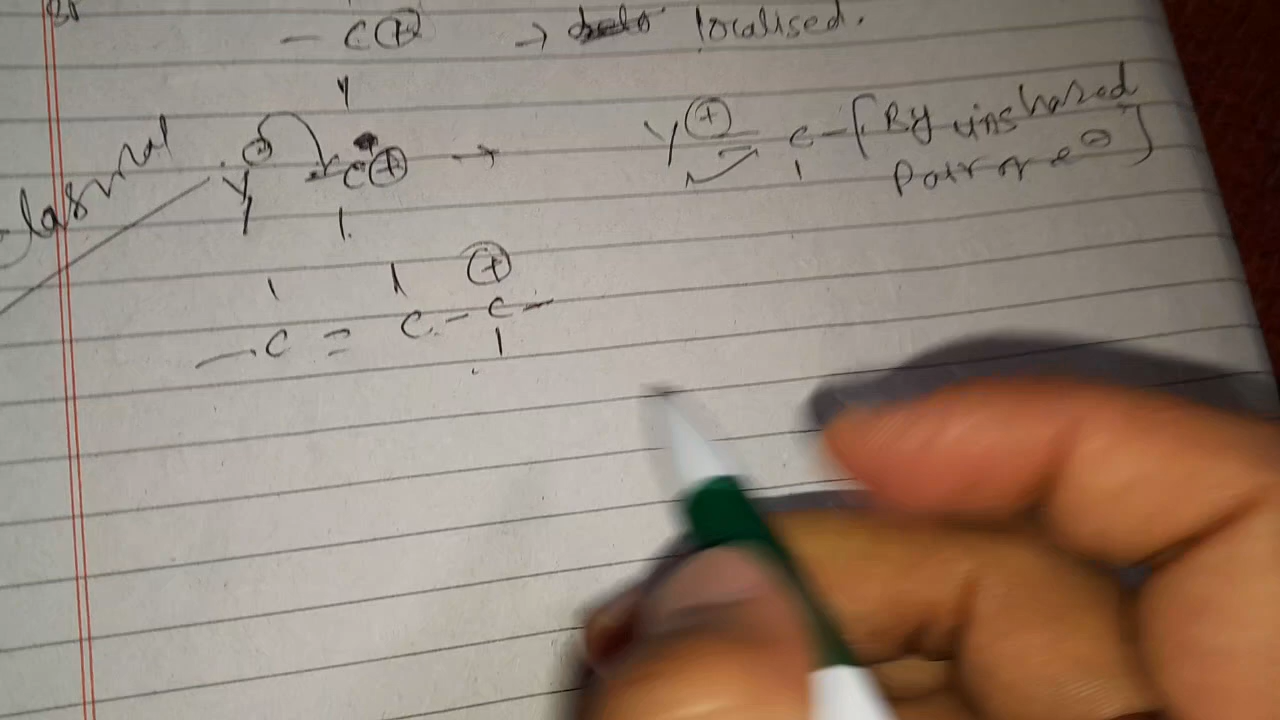 — C⊕ → localised.
Y
Y C⊕ → Y⊕ = C - [By unshared
Pair of e⊖]
— C = C - C⊕ -